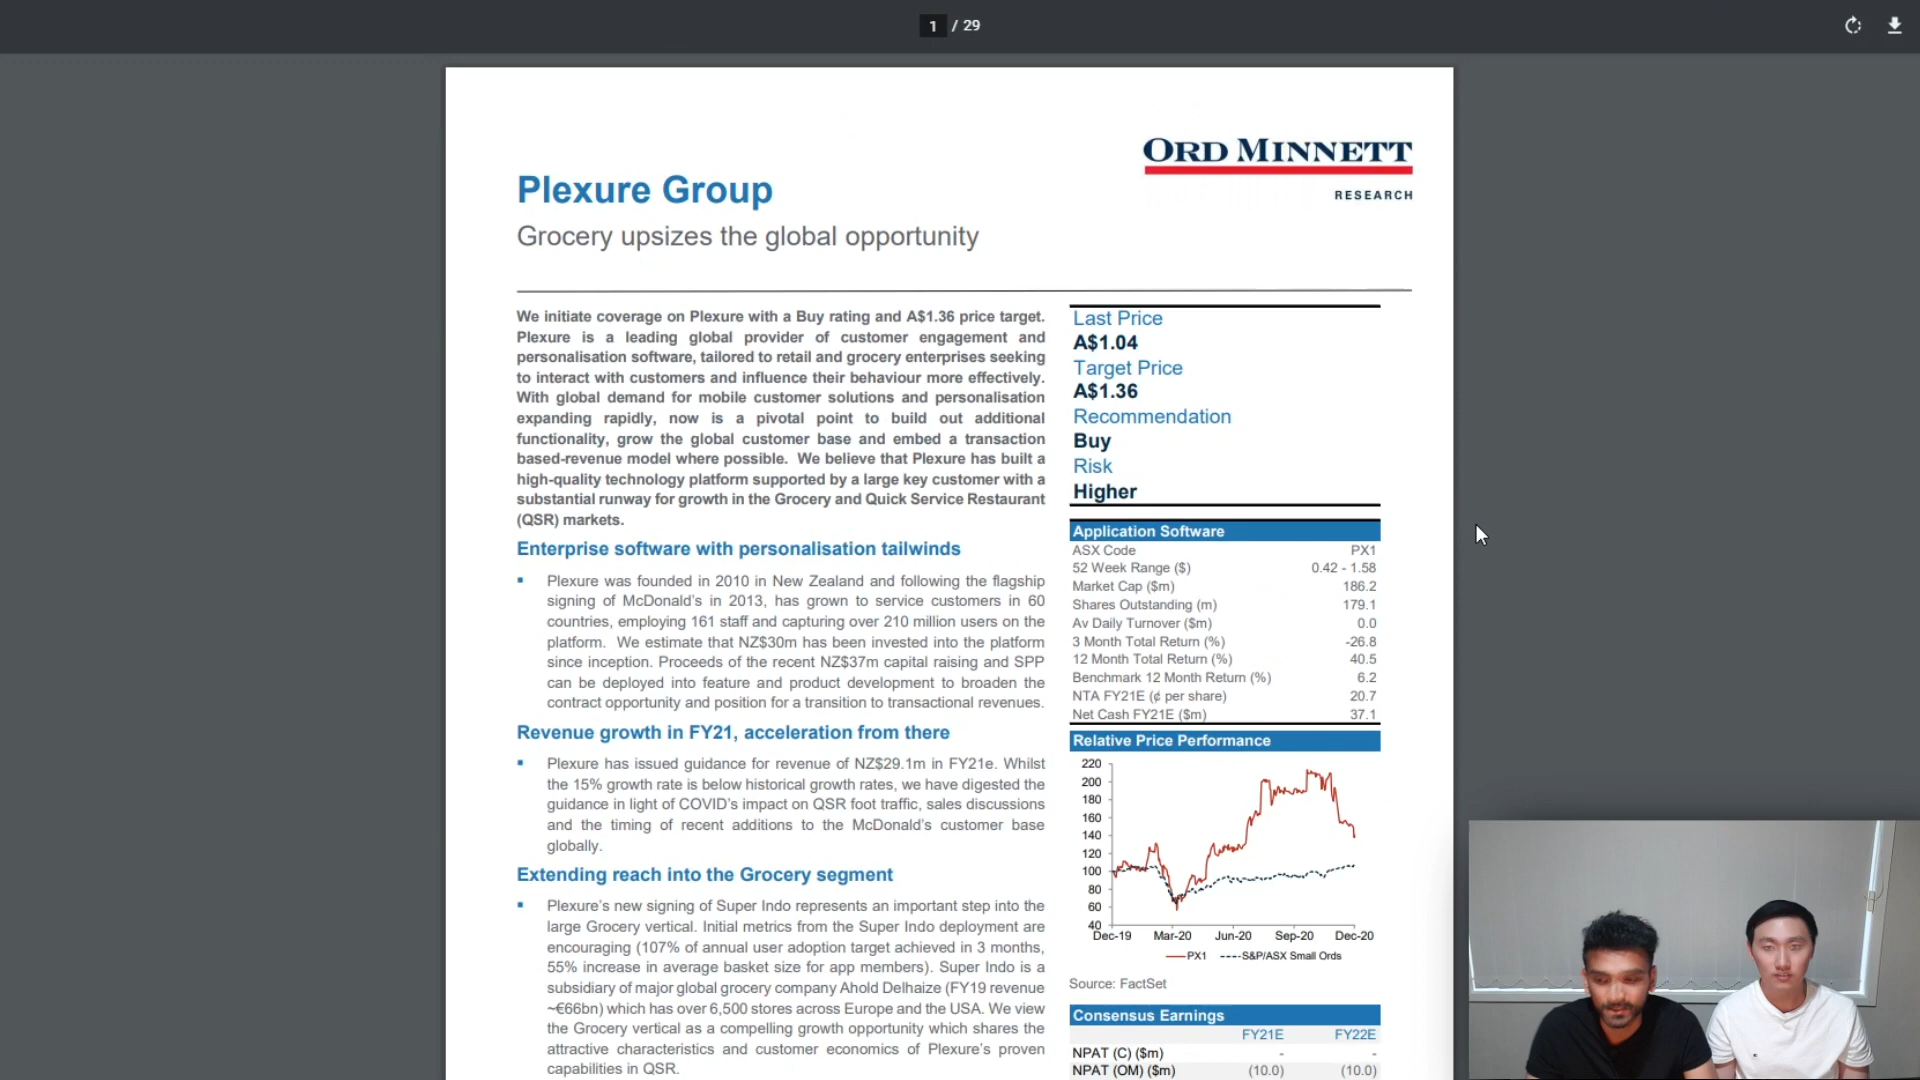 1 / 29
ORD MINNETT
RESEARCH
Plexure Group
Grocery upsizes the global opportunity
We initiate coverage on Plexure with a Buy rating and A$1.36 price target.
Plexure is a leading global provider of customer engagement and
personalisation software, tailored to retail and grocery enterprises seeking
to interact with customers and influence their behaviour more effectively.
With global demand for mobile customer solutions and personalisation
expanding rapidly, now is a pivotal point to build out additional
functionality, grow the global customer base and embed a transaction
based-revenue model where possible. We believe that Plexure has built a
high-quality technology platform supported by a large key customer with a
substantial runway for growth in the Grocery and Quick Service Restaurant
(QSR) markets.
Enterprise software with personalisation tailwinds
▪ Plexure was founded in 2010 in New Zealand and following the flagship
signing of McDonald's in 2013, has grown to service customers in 60
countries, employing 161 staff and capturing over 210 million users on the
platform. We estimate that NZ$30m has been invested into the platform
since inception. Proceeds of the recent NZ$37m capital raising and SPP
can be deployed into feature and product development to broaden the
contract opportunity and position for a transition to transactional revenues.
Revenue growth in FY21, acceleration from there
▪ Plexure has issued guidance for revenue of NZ$29.1m in FY21e. Whilst
the 15% growth rate is below historical growth rates, we have digested the
guidance in light of COVID's impact on QSR foot traffic, sales discussions
and the timing of recent additions to the McDonald's customer base
globally.
Extending reach into the Grocery segment
▪ Plexure's new signing of Super Indo represents an important step into the
large Grocery vertical. Initial metrics from the Super Indo deployment are
encouraging (107% of annual user adoption target achieved in 3 months,
55% increase in average basket size for app members). Super Indo is a
subsidiary of major global grocery company Ahold Delhaize (FY19 revenue
~€66bn) which has over 6,500 stores across Europe and the USA. We view
the Grocery vertical as a compelling growth opportunity which shares the
attractive characteristics and customer economics of Plexure's proven
capabilities in QSR.
Last Price
A$1.04
Target Price
A$1.36
Recommendation
Buy
Risk
Higher
Application Software
ASX Code PX1
52 Week Range ($) 0.42 - 1.58
Market Cap ($m) 186.2
Shares Outstanding (m) 179.1
Av Daily Turnover ($m) 0.0
3 Month Total Return (%) -26.8
12 Month Total Return (%) 40.5
Benchmark 12 Month Return (%) 6.2
NTA FY21E (¢ per share) 20.7
Net Cash FY21E ($m) 37.1
Relative Price Performance
220
200
180
160
140
120
100
80
60
40
Dec-19 Mar-20 Jun-20 Sep-20 Dec-20
PX1 S&P/ASX Small Ords
Source: FactSet
Consensus Earnings
FY21E FY22E
NPAT (C) ($m) - -
NPAT (OM) ($m) (10.0) (10.0)